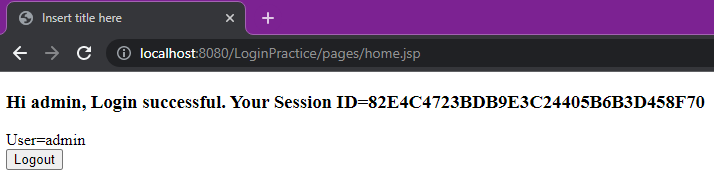 Insert title here
localhost:8080/LoginPractice/pages/home.jsp
Hi admin, Login successful. Your Session ID=82E4C4723BDB9E3C24405B6B3D458F70
User=admin
Logout